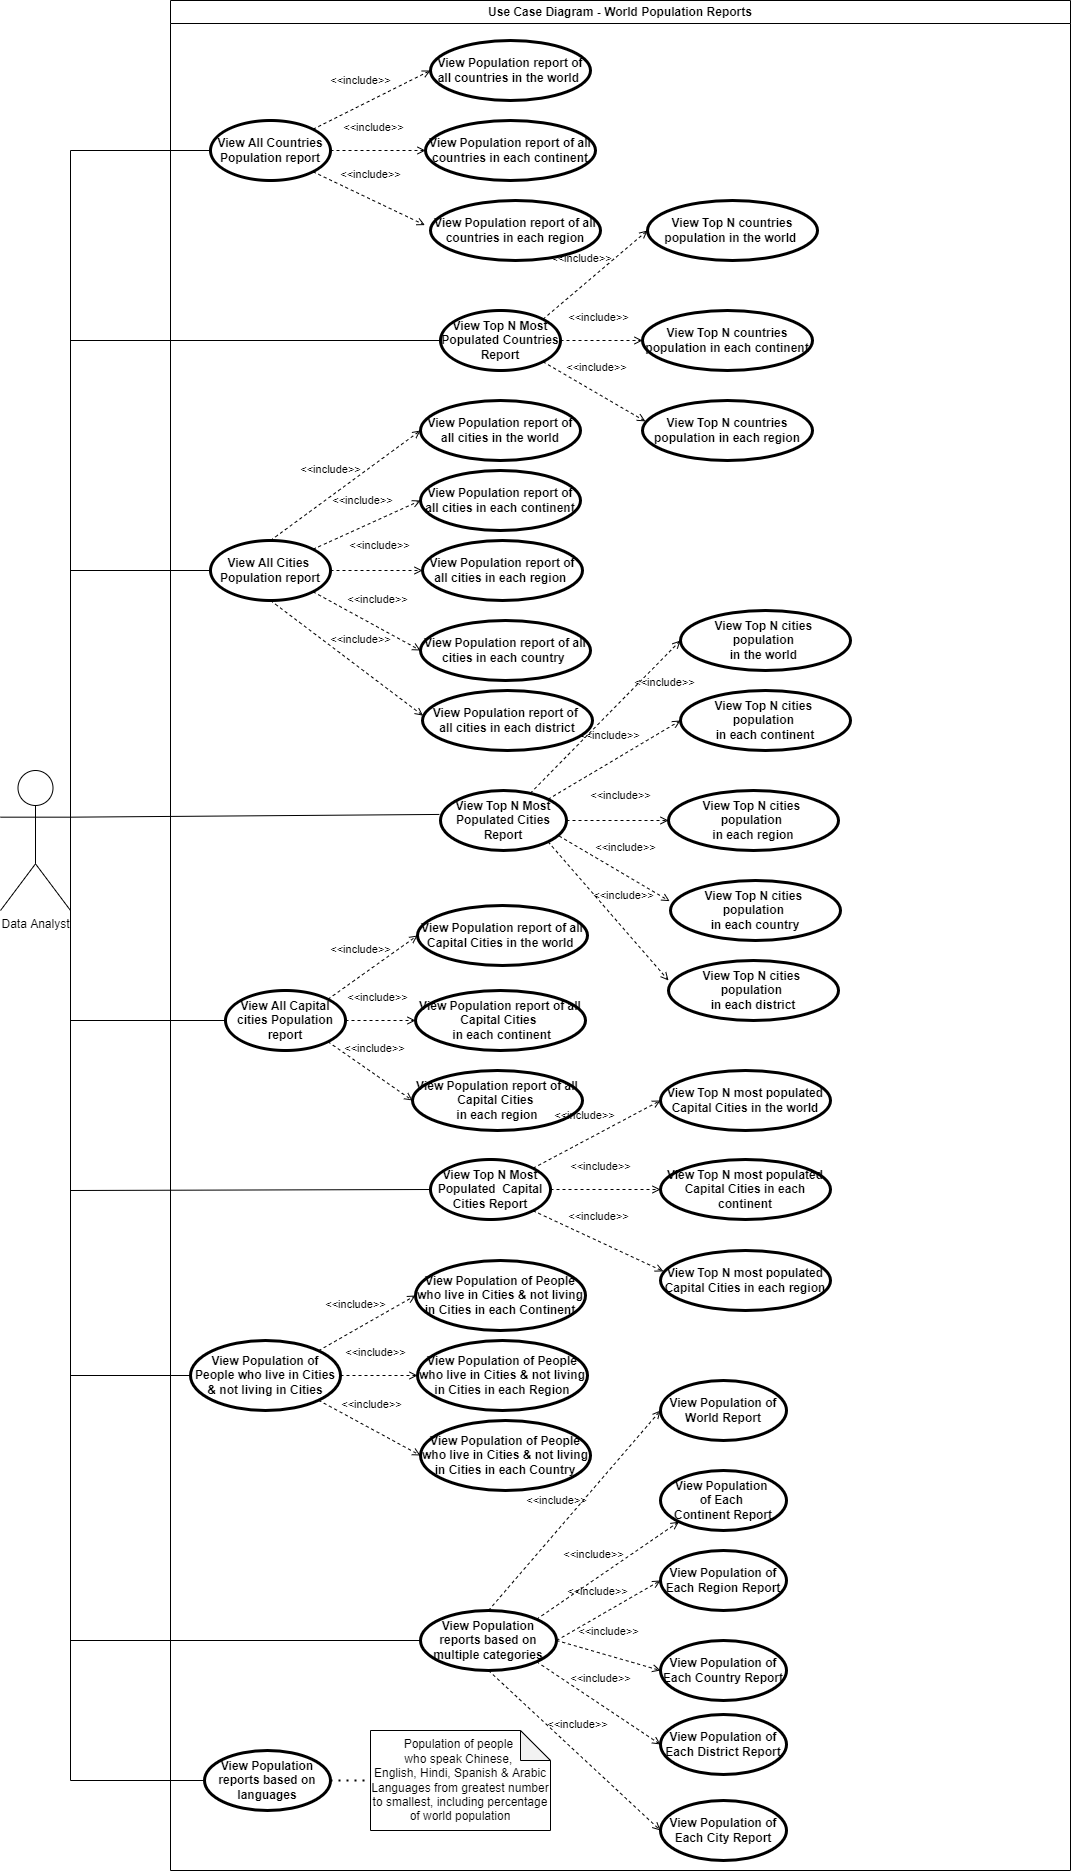 Use Case Diagram - World Population Reports
View Population report of
all countries in the world
<<include>>
<<include>>
View All Countries
Population report
View Population report of all
countries in each continent
<<include>>
View Population report of all
countries in each region
View Top N countries
population in the world
<<include>>
View Top N Most
Populated Countries
Report
<<include>>
View Top N countries
population in each continent
<<include>>
View Top N countries
population in each region
View Population report of
all cities in the world
<<include>>
View Population report of
all cities in each continent
<<include>>
<<include>>
View All Cities
Population report
View Population report of
all cities in each region
<<include>>
View Population report of all
cities in each country
<<include>>
View Population report of
all cities in each district
View Top N cities
population
in the world
<<include>>
View Top N cities
population
in each continent
<<include>>
<<include>>
View Top N Most
Populated Cities
Report
View Top N cities
population
in each region
<<include>>
View Top N cities
population
in each country
<<include>>
Data Analyst
View Top N cities
population
in each district
View Population report of all
Capital Cities in the world
<<include>>
<<include>>
View All Capital
cities Population
report
View Population report of all
Capital Cities
in each continent
<<include>>
View Population report of all
Capital Cities
in each region
View Top N most populated
Capital Cities in the world
<<include>>
<<include>>
View Top N Most
Populated  Capital
Cities Report
View Top N most populated
Capital Cities in each
continent
<<include>>
View Top N most populated
Capital Cities in each region
View Population of People
who live in Cities & not living
in Cities in each Continent
<<include>>
<<include>>
View Population of
People who live in Cities
& not living in Cities
View Population of People
who live in Cities & not living
in Cities in each Region
<<include>>
View Population of People
who live in Cities & not living
in Cities in each Country
View Population of
World Report
<<include>>
View Population
of Each
Continent Report
<<include>>
View Population of
Each Region Report
<<include>>
<<include>>
View Population
reports based on
multiple categories
View Population of
Each Country Report
<<include>>
View Population of
Each District Report
<<include>>
View Population of
Each City Report
View Population
reports based on
languages
Population of people
who speak Chinese,
English, Hindi, Spanish & Arabic
Languages from greatest number
to smallest, including percentage
of world population